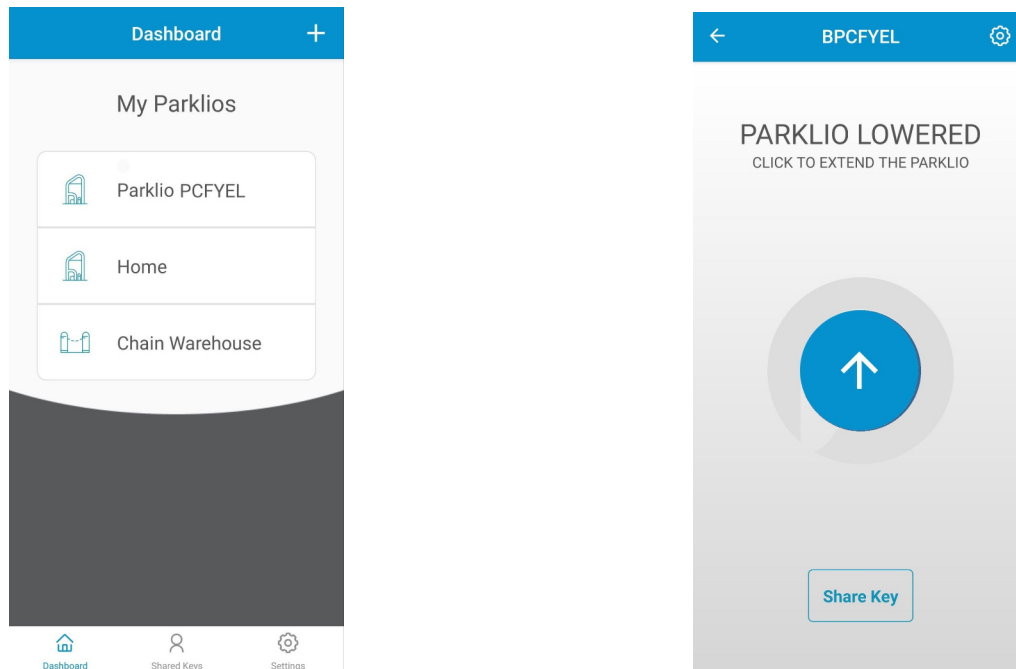 Dashboard
My Parklios
Parklio PCFYEL
Home
Chain Warehouse
Dashboard Shared Keys Settings
BPCFYEL
PARKLIO LOWERED
CLICK TO EXTEND THE PARKLIO
Share Key